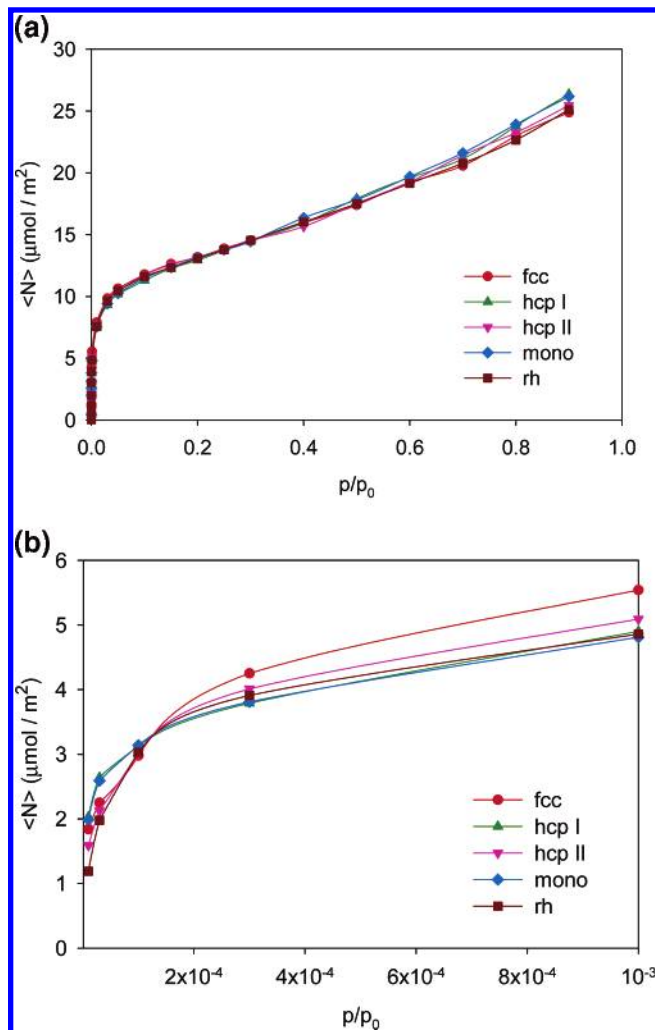 (a)
30
25
20
15
10
5
0
<N> (μmol / m²)
fcc
hcp I
hcp II
mono
rh
0.0 0.2 0.4 0.6 0.8 1.0
p/p₀
(b)
6
5
4
3
2
1
0
<N> (μmol / m²)
fcc
hcp I
hcp II
mono
rh
2x10⁻⁴ 4x10⁻⁴ 6x10⁻⁴ 8x10⁻⁴ 10⁻³
p/p₀